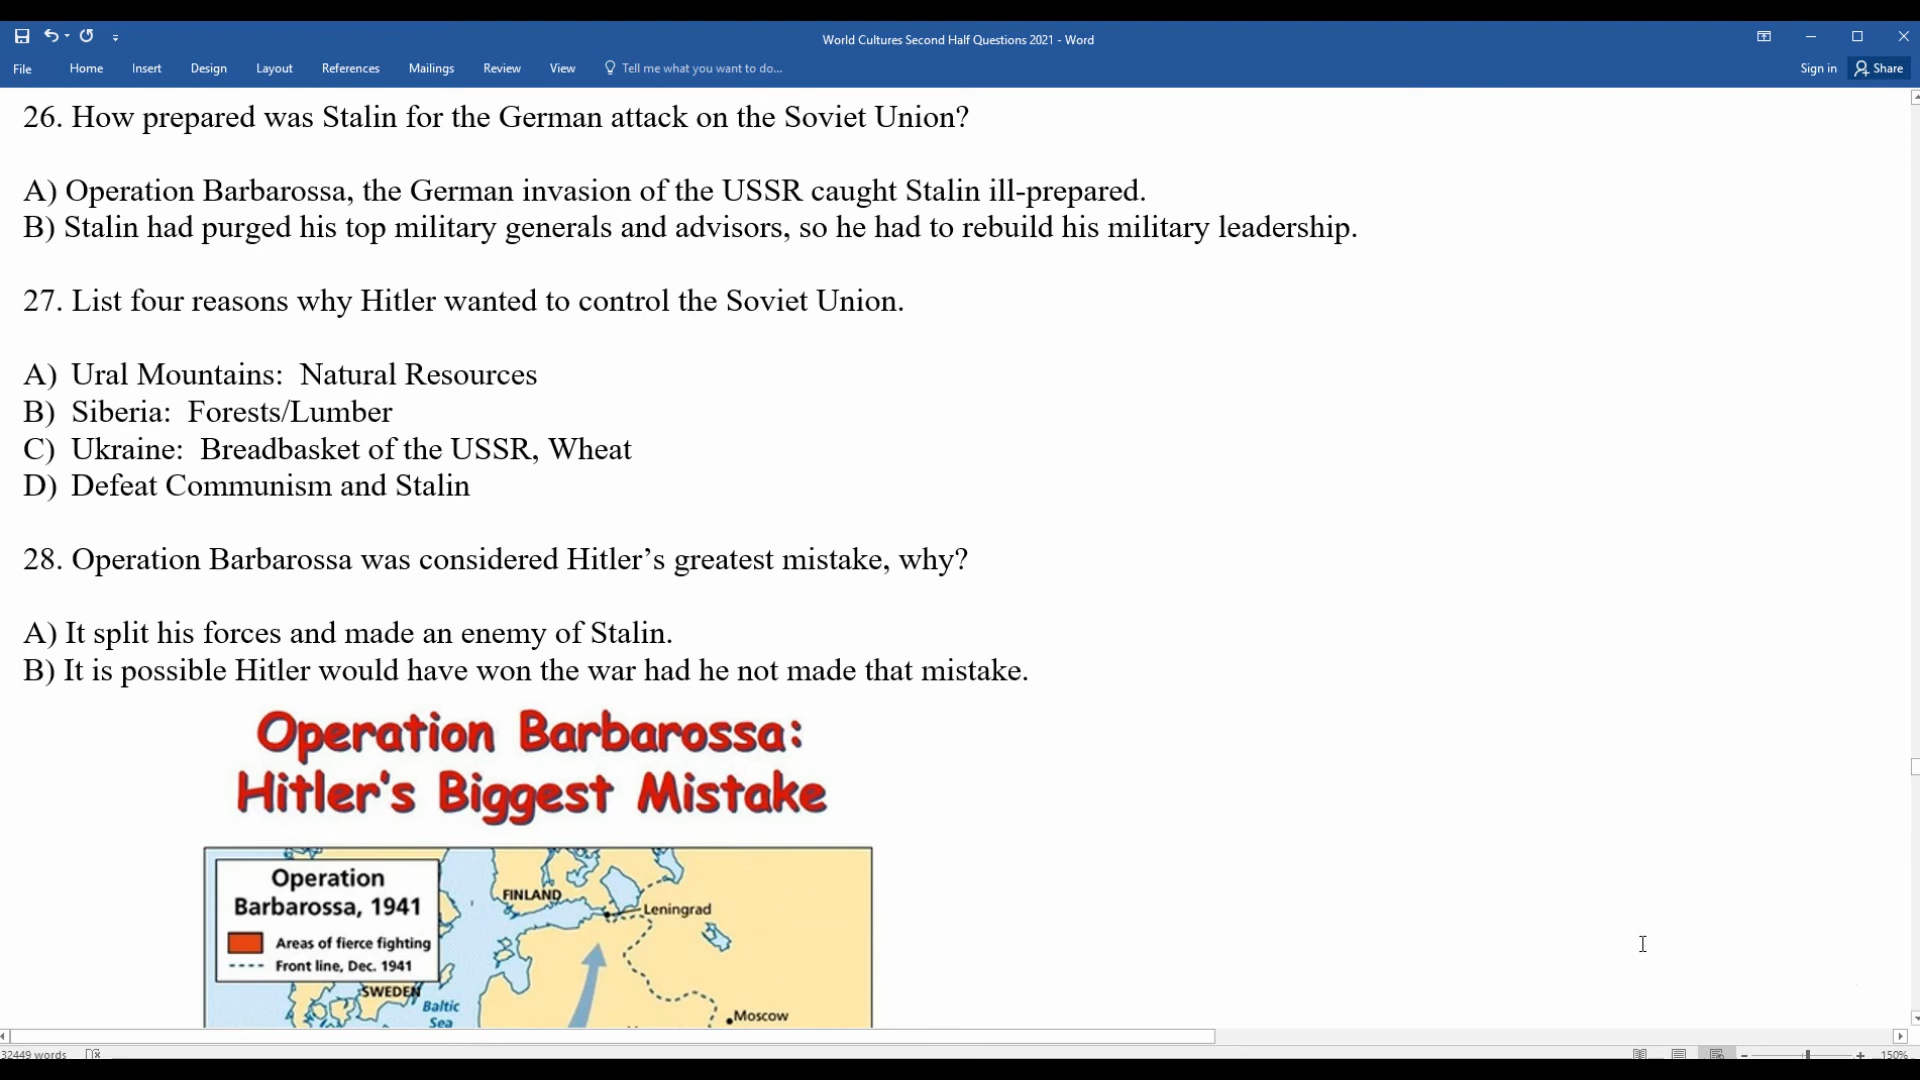 World Cultures Second Half Questions 2021 - Word
File Home Insert Design Layout References Mailings Review View Tell me what you want to do... Sign in Share
26. How prepared was Stalin for the German attack on the Soviet Union?
A) Operation Barbarossa, the German invasion of the USSR caught Stalin ill-prepared.
B) Stalin had purged his top military generals and advisors, so he had to rebuild his military leadership.
27. List four reasons why Hitler wanted to control the Soviet Union.
A) Ural Mountains: Natural Resources
B) Siberia: Forests/Lumber
C) Ukraine: Breadbasket of the USSR, Wheat
D) Defeat Communism and Stalin
28. Operation Barbarossa was considered Hitler’s greatest mistake, why?
A) It split his forces and made an enemy of Stalin.
B) It is possible Hitler would have won the war had he not made that mistake.
Operation Barbarossa:
Hitler's Biggest Mistake
Operation
Barbarossa, 1941
Areas of fierce fighting
Front line, Dec. 1941
FINLAND
Leningrad
SWEDEN
Baltic
Sea
Moscow
32449 words 150%